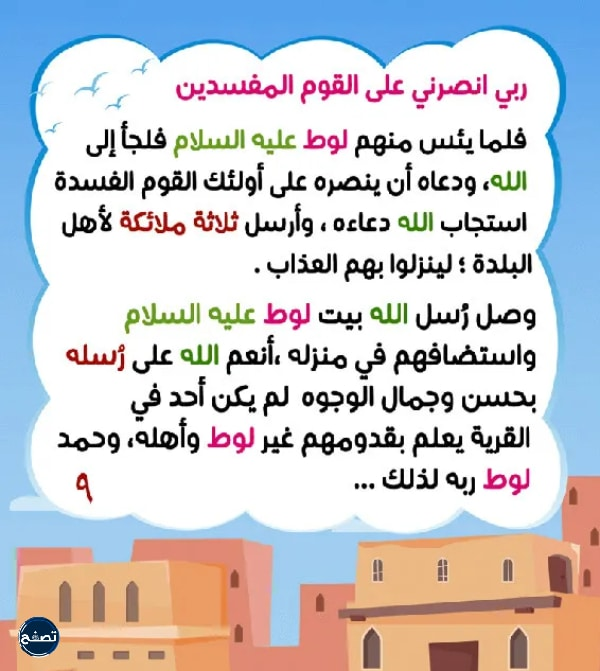 ربي انصرني على القوم المفسدين
فلما يئس منهم لوط عليه السلام فلجأ إلى
الله، ودعاه أن ينصره على أولئك القوم الفسدة
استجاب الله دعاءه ، وأرسل ثلاثة ملائكة لأهل
البلدة ؛ لينزلوا بهم العذاب .
وصل رُسل الله بيت لوط عليه السلام
واستضافهم في منزله ،أنعم الله على رُسله
بحسن وجمال الوجوه لم يكن أحد في
القرية يعلم بقدومهم غير لوط وأهله، وحمد
لوط ربه لذلك ...
٩
تصفح